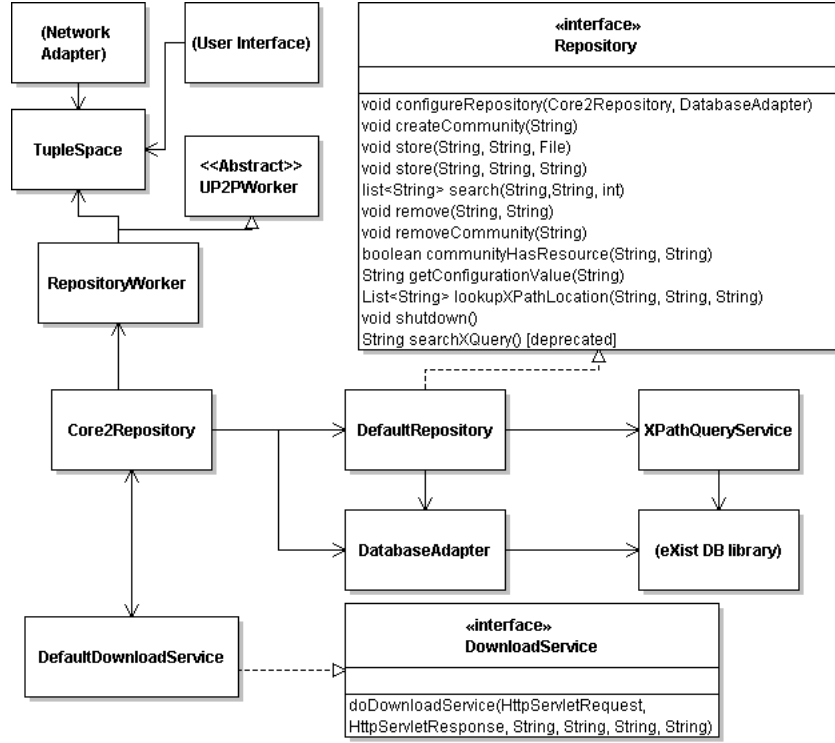 (Network
Adapter)
(User Interface)
TupleSpace
<<Abstract>>
UP2PWorker
RepositoryWorker
«interface»
Repository
void configureRepository(Core2Repository, DatabaseAdapter)
void createCommunity(String)
void store(String, String, File)
void store(String, String, String)
list<String> search(String,String, int)
void remove(String, String)
void removeCommunity(String)
boolean communityHasResource(String, String)
String getConfigurationValue(String)
List<String> lookupXPathLocation(String, String, String)
void shutdown()
String searchXQuery() [deprecated]
Core2Repository
DefaultRepository
XPathQueryService
DatabaseAdapter
(eXist DB library)
DefaultDownloadService
«interface»
DownloadService
doDownloadService(HttpServletRequest,
HttpServletResponse, String, String, String, String)